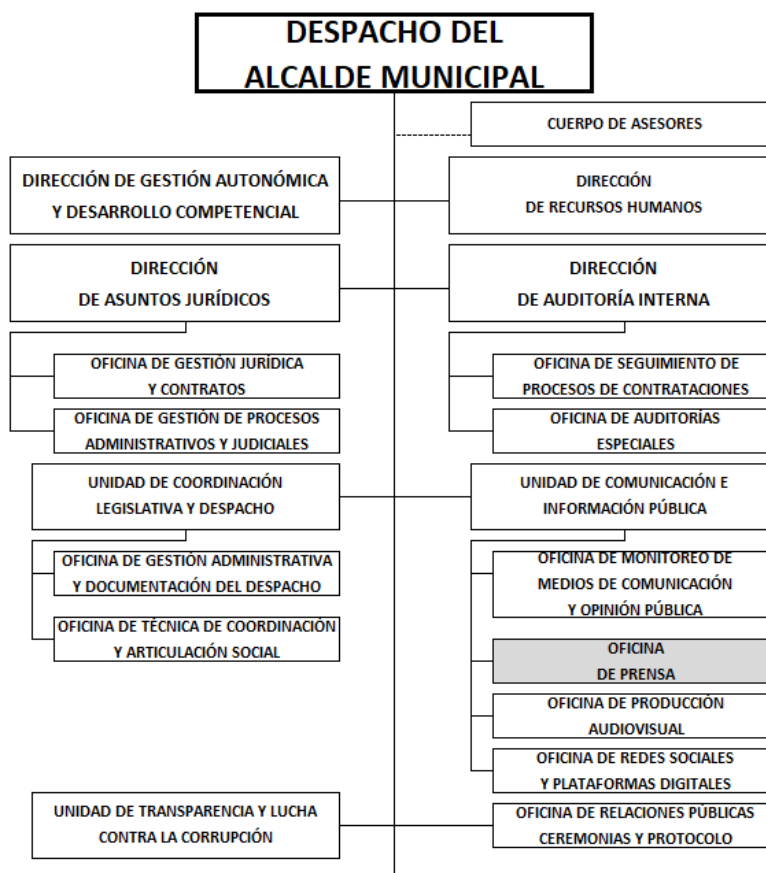 DESPACHO DEL
ALCALDE MUNICIPAL
CUERPO DE ASESORES
DIRECCIÓN DE GESTIÓN AUTONÓMICA
Y DESARROLLO COMPETENCIAL
DIRECCIÓN
DE RECURSOS HUMANOS
DIRECCIÓN
DE ASUNTOS JURÍDICOS
DIRECCIÓN
DE AUDITORÍA INTERNA
OFICINA DE GESTIÓN JURÍDICA
Y CONTRATOS
OFICINA DE SEGUIMIENTO DE
PROCESOS DE CONTRATACIONES
OFICINA DE GESTIÓN DE PROCESOS
ADMINISTRATIVOS Y JUDICIALES
OFICINA DE AUDITORÍAS
ESPECIALES
UNIDAD DE COORDINACIÓN
LEGISLATIVA Y DESPACHO
UNIDAD DE COMUNICACIÓN E
INFORMACIÓN PÚBLICA
OFICINA DE GESTIÓN ADMINISTRATIVA
Y DOCUMENTACIÓN DEL DESPACHO
OFICINA DE MONITOREO DE
MEDIOS DE COMUNICACIÓN
Y OPINIÓN PÚBLICA
OFICINA DE TÉCNICA DE COORDINACIÓN
Y ARTICULACIÓN SOCIAL
OFICINA
DE PRENSA
OFICINA DE PRODUCCIÓN
AUDIOVISUAL
OFICINA DE REDES SOCIALES
Y PLATAFORMAS DIGITALES
UNIDAD DE TRANSPARENCIA Y LUCHA
CONTRA LA CORRUPCIÓN
OFICINA DE RELACIONES PÚBLICAS
CEREMONIAS Y PROTOCOLO